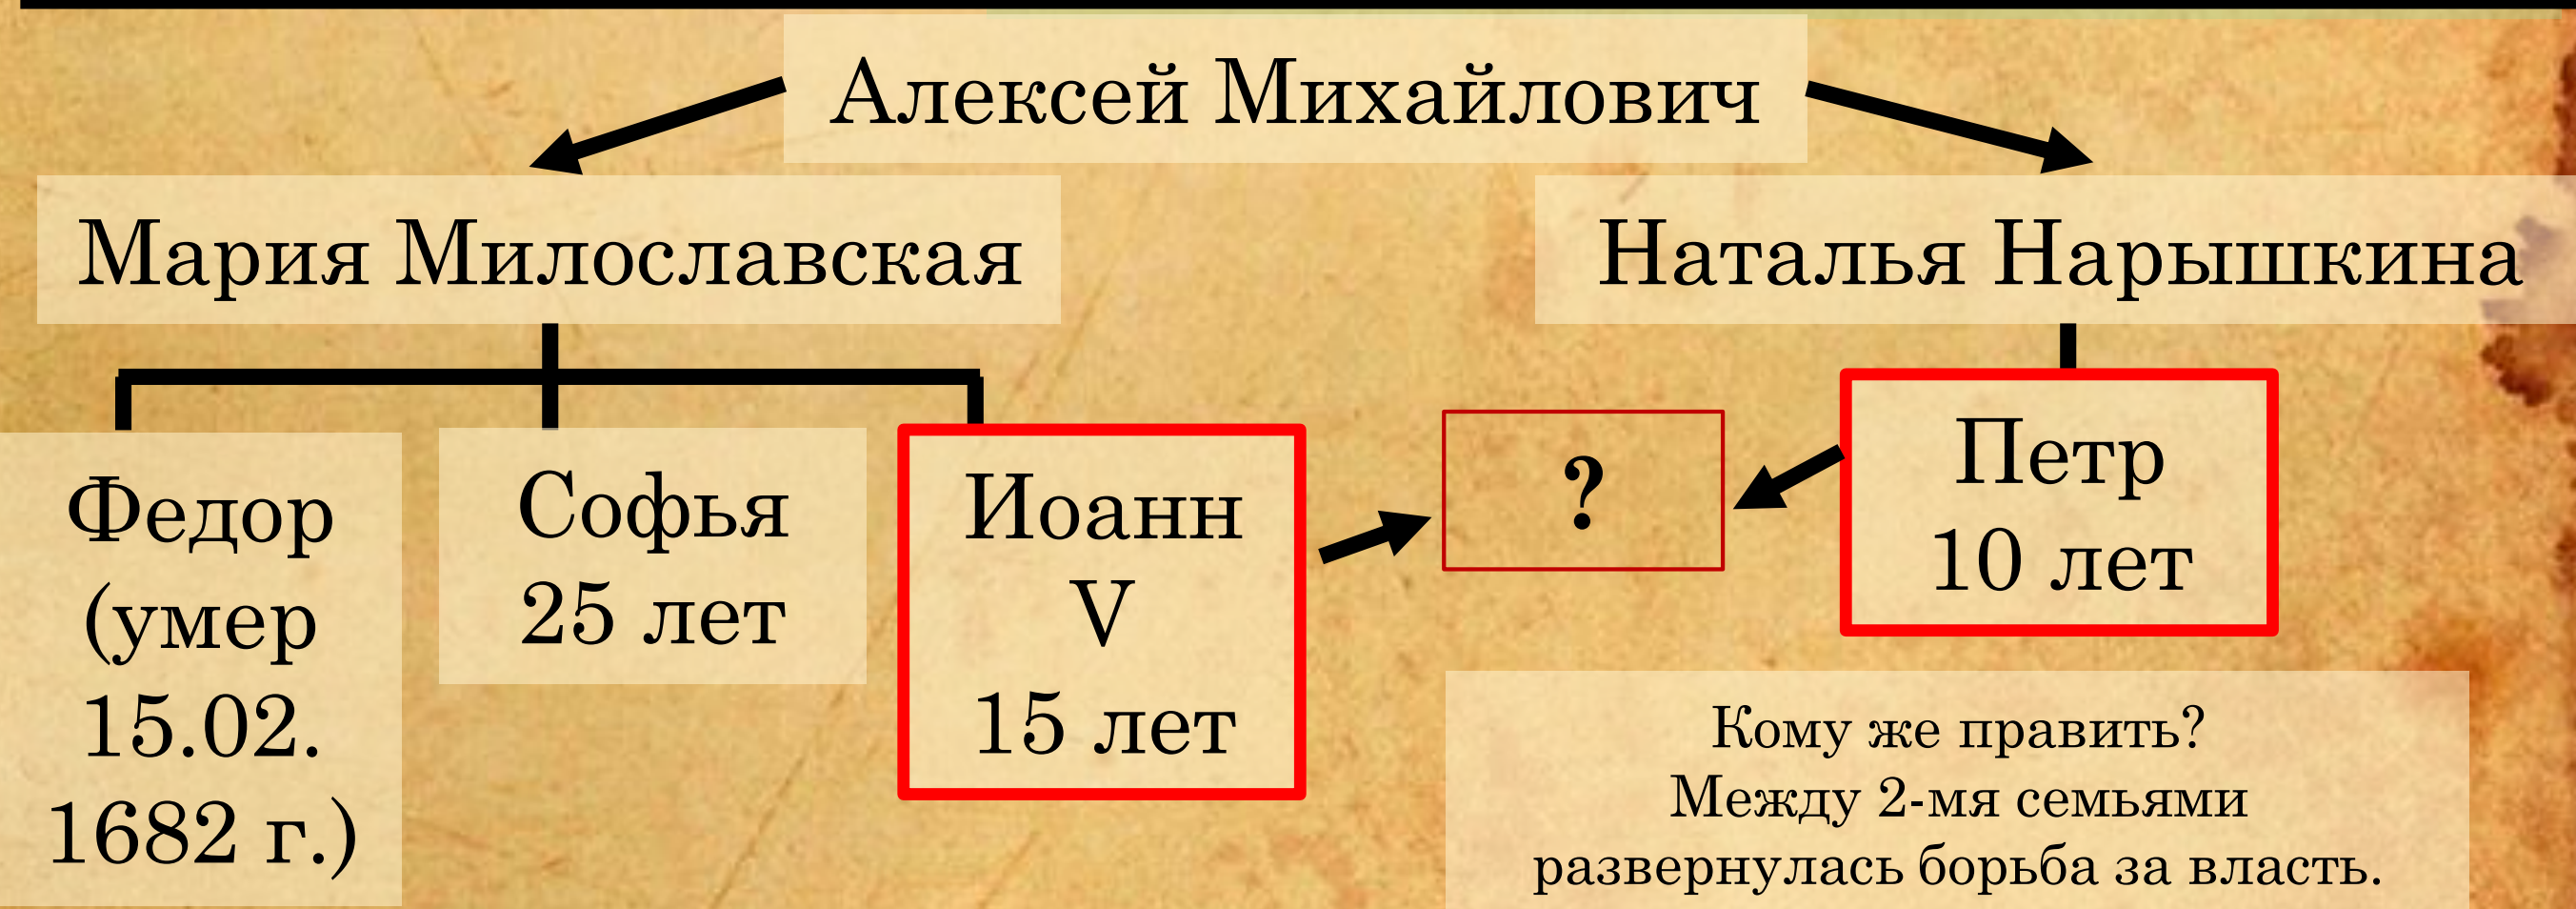 Алексей Михайлович
Мария Милославская
Наталья Нарышкина
Федор
(умер
15.02.
1682 г.)
Софья
25 лет
Иоанн
V
15 лет
?
Петр
10 лет
Кому же править?
Между 2-мя семьями
развернулась борьба за власть.